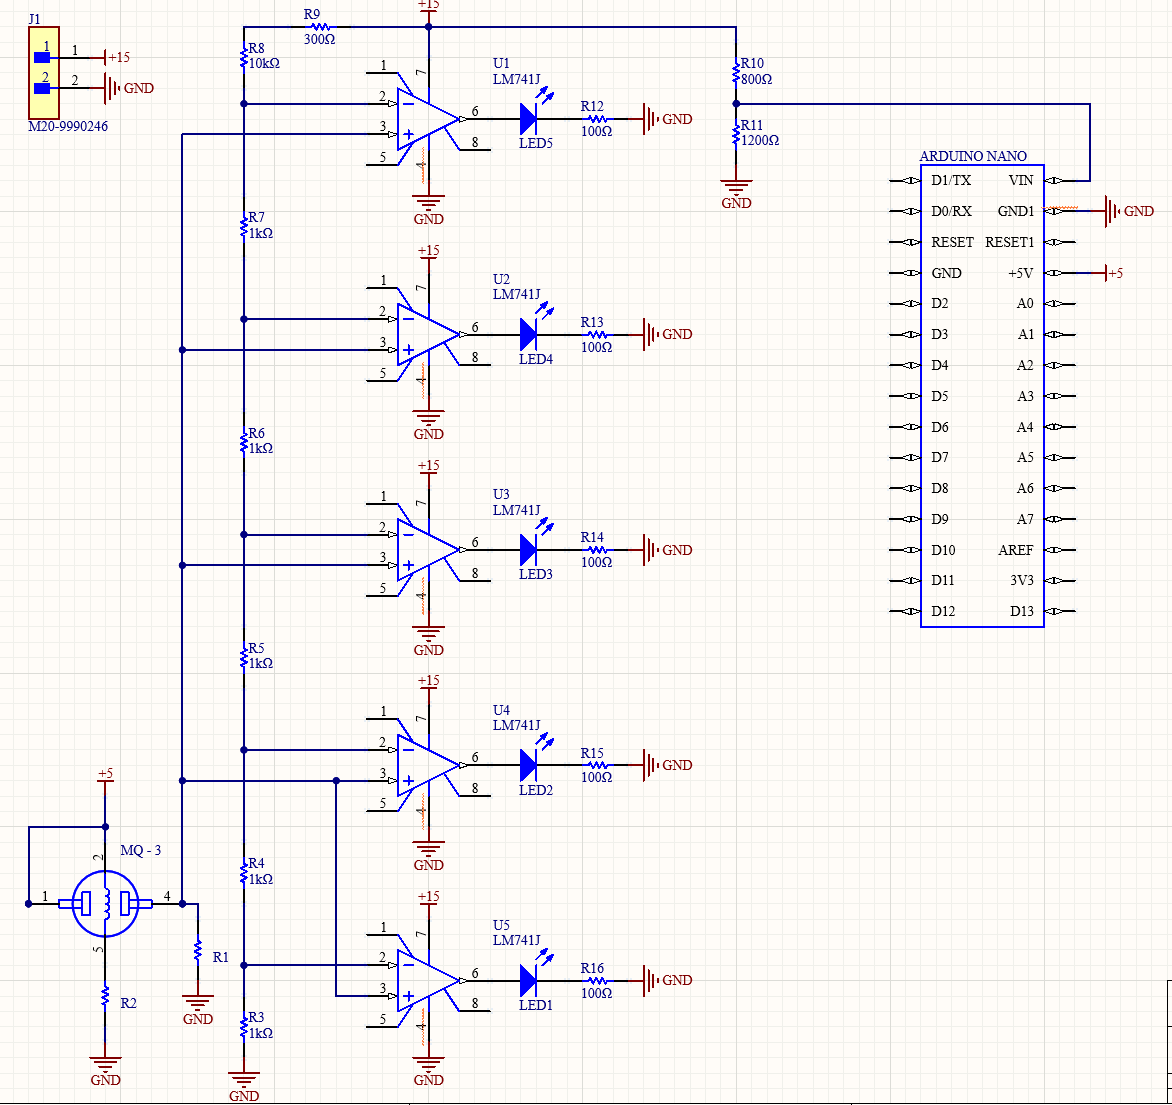 J1
1 1 +15
2 2 GND
M20-9990246
R9
300Ω
+15
R8
10kΩ
1
7
U1
LM741J
2
3
6
8
5
4
GND
LED5
R12
100Ω
GND
R10
800Ω
R11
1200Ω
GND
R7
1kΩ
+15
1
7
U2
LM741J
2
3
6
8
5
4
GND
LED4
R13
100Ω
GND
R6
1kΩ
+15
1
7
U3
LM741J
2
3
6
8
5
4
GND
LED3
R14
100Ω
GND
R5
1kΩ
+15
1
7
U4
LM741J
2
3
6
8
5
4
GND
LED2
R15
100Ω
GND
R4
1kΩ
+15
1
7
U5
LM741J
2
3
6
8
5
4
GND
LED1
R16
100Ω
GND
R3
1kΩ
GND
+5
MQ - 3
2
1
4
5
R1
GND
R2
GND
ARDUINO NANO
D1/TX VIN
D0/RX GND1 GND
RESET RESET1
GND +5V +5
D2 A0
D3 A1
D4 A2
D5 A3
D6 A4
D7 A5
D8 A6
D9 A7
D10 AREF
D11 3V3
D12 D13